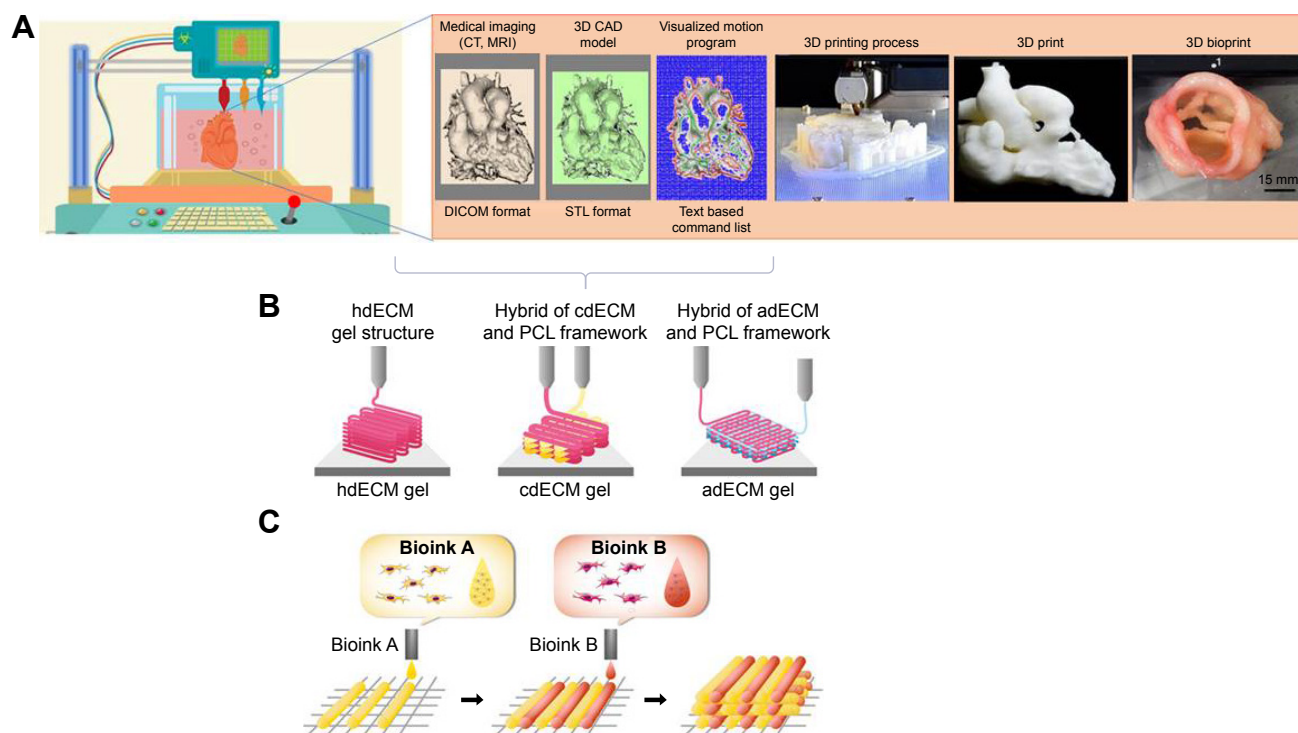 A
Medical imaging
(CT, MRI)
3D CAD
model
Visualized motion
program
3D printing process
3D print
3D bioprint
1
15 mm
DICOM format
STL format
Text based
command list
B
hdECM
gel structure
Hybrid of cdECM
and PCL framework
Hybrid of adECM
and PCL framework
hdECM gel
cdECM gel
adECM gel
C
Bioink A
Bioink B
Bioink A
Bioink B